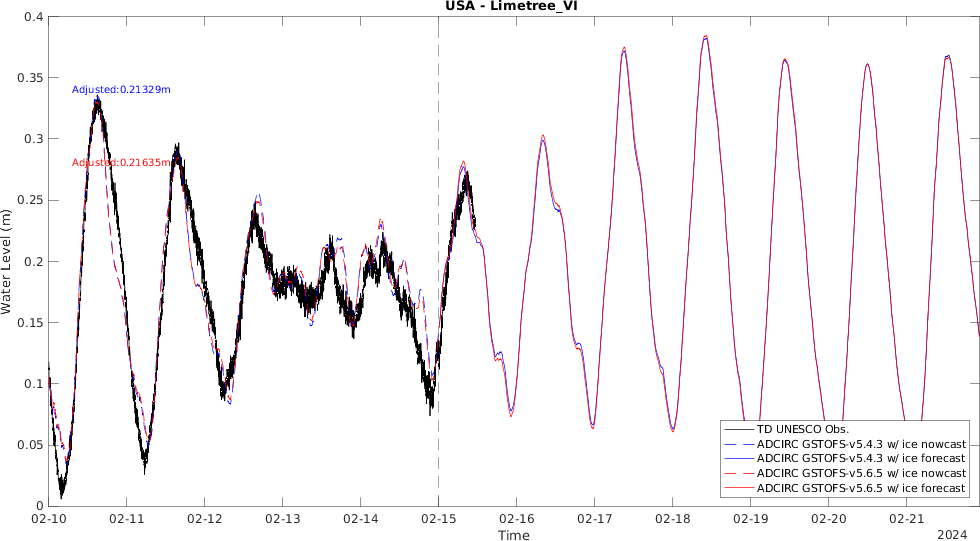 USA - Limetree_VI
0.4
0.35
0.3
0.25
0.2
0.15
0.1
0.05
0
Water Level (m)
Adjusted:0.21329m
Adjusted:0.21635m
TD UNESCO Obs.
ADCIRC GSTOFS-v5.4.3 w/ ice nowcast
ADCIRC GSTOFS-v5.4.3 w/ ice forecast
ADCIRC GSTOFS-v5.6.5 w/ ice nowcast
ADCIRC GSTOFS-v5.6.5 w/ ice forecast
02-10 02-11 02-12 02-13 02-14 02-15 02-16 02-17 02-18 02-19 02-20 02-21
Time
2024